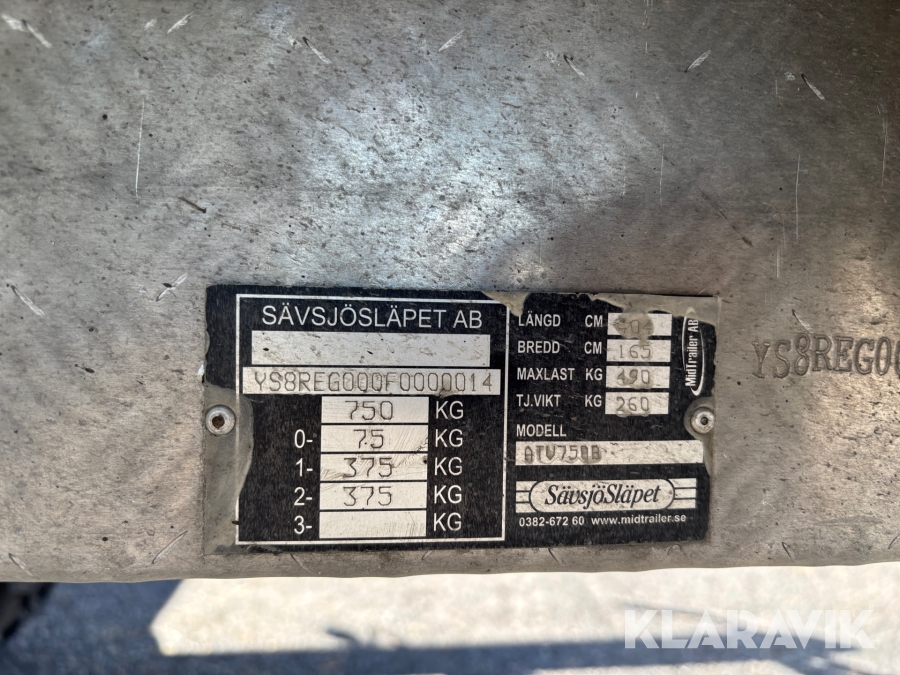 SÄVSJÖSLÄPET AB
YS8REG000F0000014
750 KG
0- 75 KG
1- 375 KG
2- 375 KG
3- KG
LÄNGD CM
BREDD CM 165
MAXLAST KG 490
TJ.VIKT KG 260
MODELL
ATV750B
SävsjöSläpet
0382-672 60 www.midtrailer.se
MidTrailer AB
YS8REG00
KLARAVIK